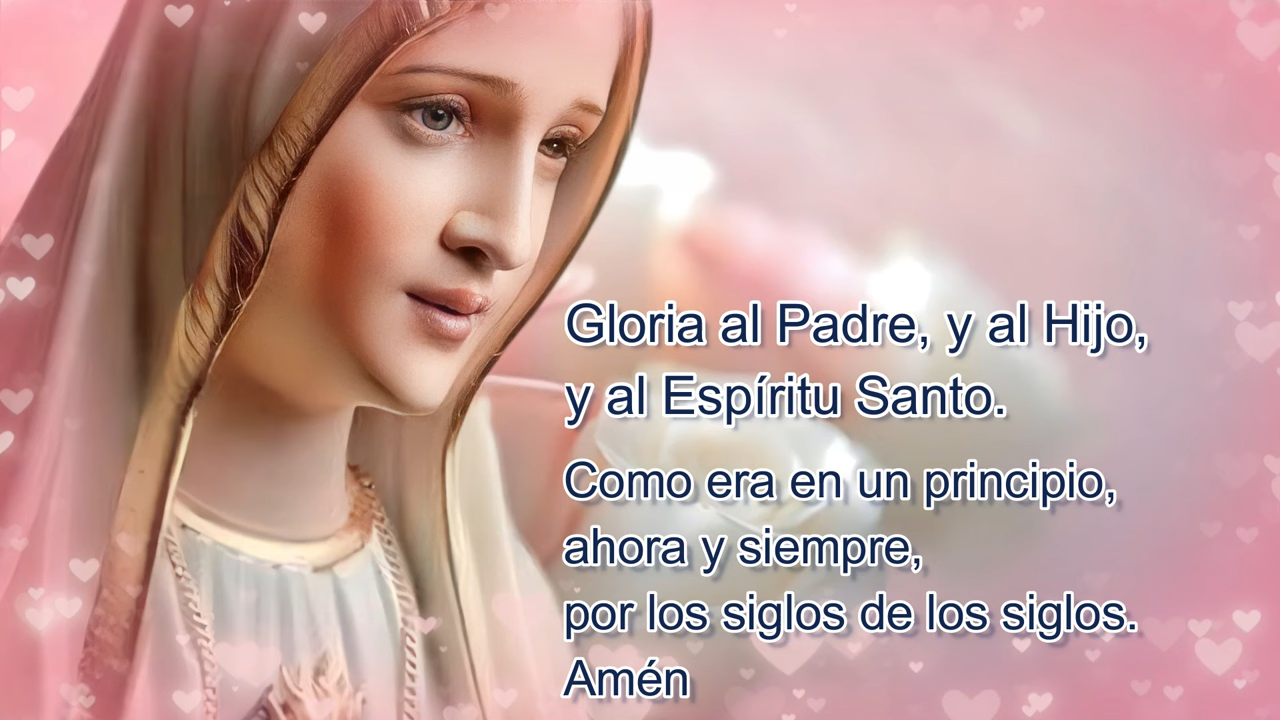 Gloria al Padre, y al Hijo,
y al Espíritu Santo.
Como era en un principio,
ahora y siempre,
por los siglos de los siglos.
Amén